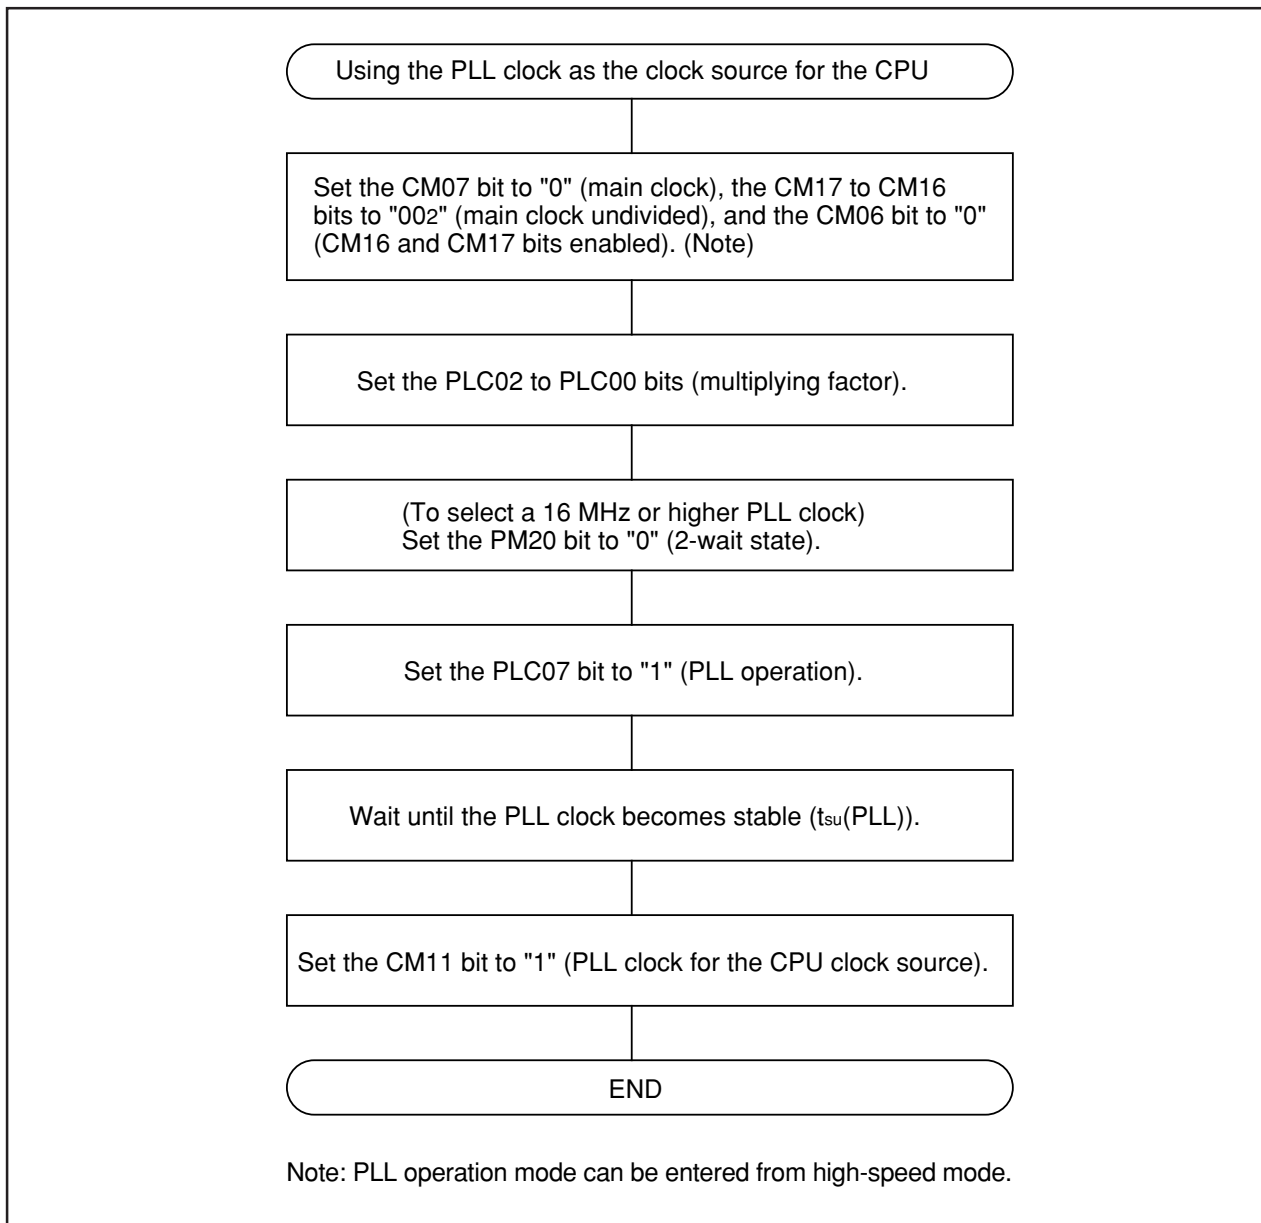 Using the PLL clock as the clock source for the CPU
Set the CM07 bit to "0" (main clock), the CM17 to CM16
bits to "002" (main clock undivided), and the CM06 bit to "0"
(CM16 and CM17 bits enabled). (Note)
Set the PLC02 to PLC00 bits (multiplying factor).
(To select a 16 MHz or higher PLL clock)
Set the PM20 bit to "0" (2-wait state).
Set the PLC07 bit to "1" (PLL operation).
Wait until the PLL clock becomes stable (tsu(PLL)).
Set the CM11 bit to "1" (PLL clock for the CPU clock source).
END
Note: PLL operation mode can be entered from high-speed mode.